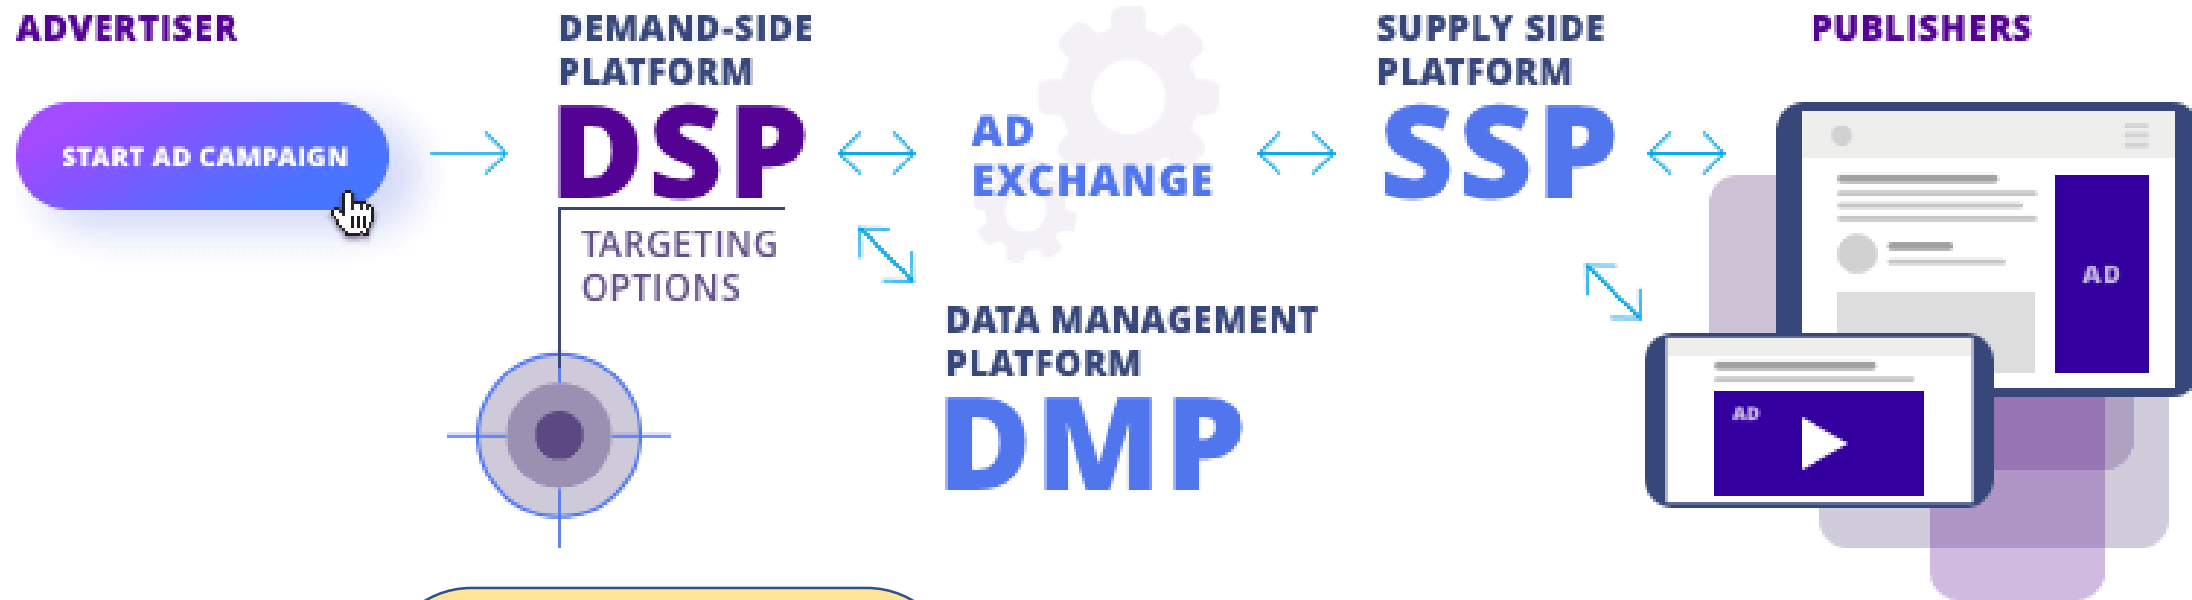 ADVERTISER
START AD CAMPAIGN
DEMAND-SIDE
PLATFORM
DSP
TARGETING
OPTIONS
AD
EXCHANGE
DATA MANAGEMENT
PLATFORM
DMP
SUPPLY SIDE
PLATFORM
SSP
PUBLISHERS
AD
AD